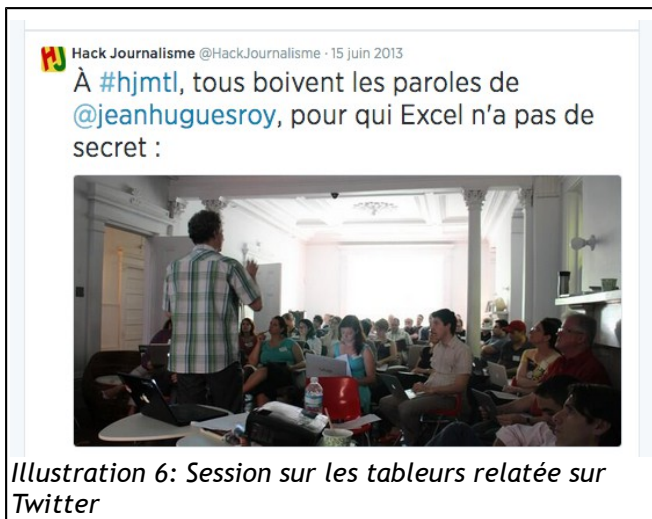 HJ
Hack Journalisme @HackJournalisme · 15 juin 2013
À #hjmtl, tous boivent les paroles de
@jeanhuguesroy, pour qui Excel n'a pas de
secret :
Illustration 6: Session sur les tableurs relatée sur
Twitter